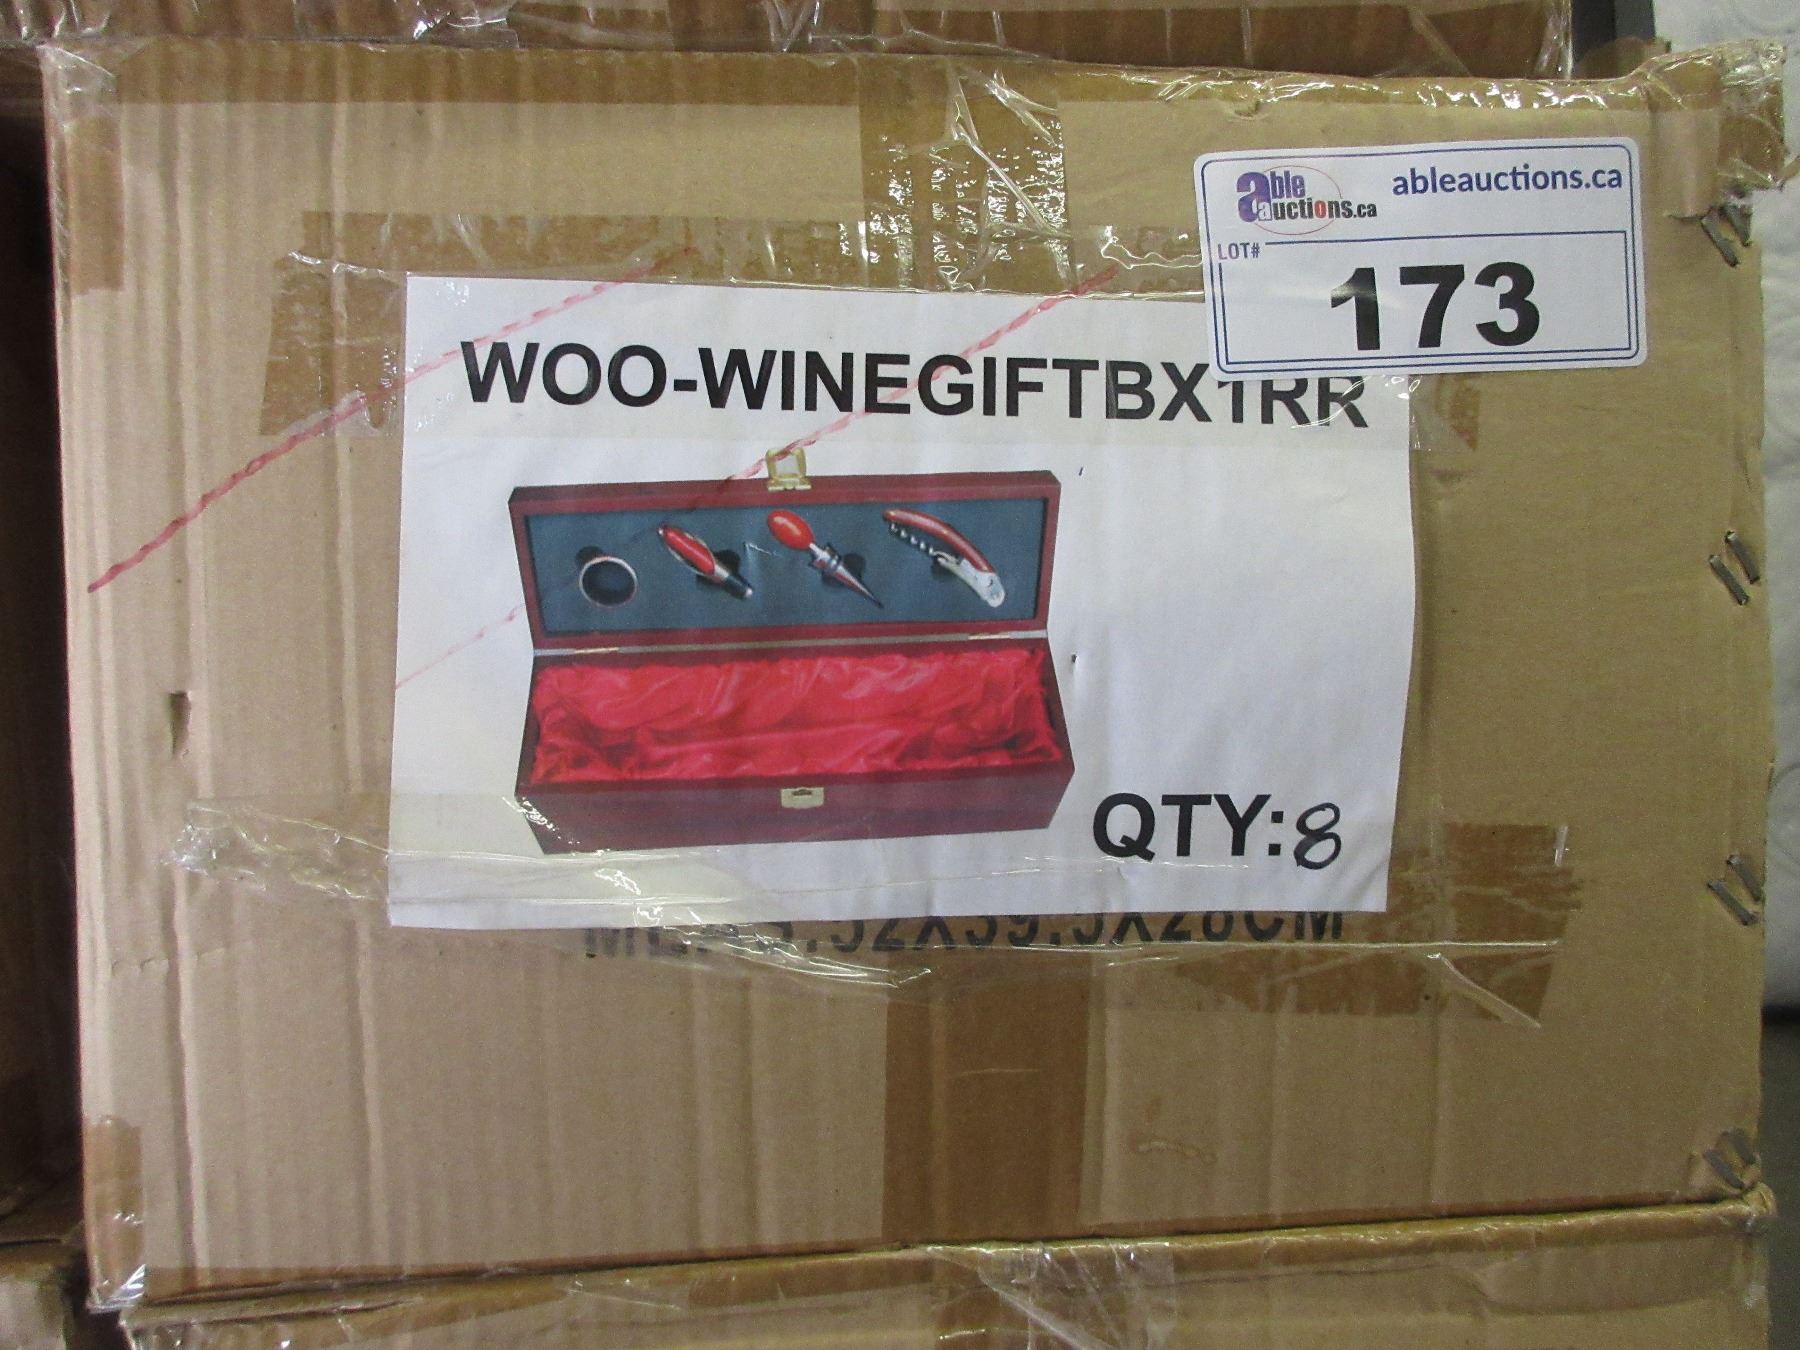 able auctions.ca
ableauctions.ca
LOT#
173
WOO-WINEGIFTBX1RR
QTY:8